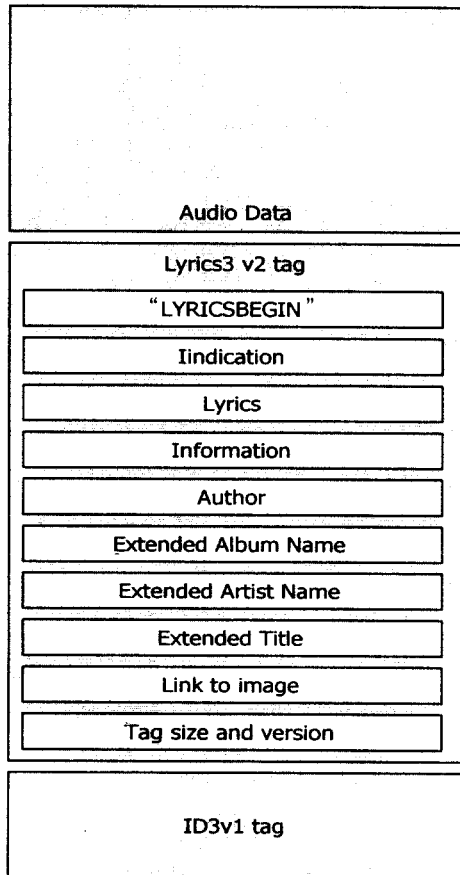 Audio Data
Lyrics3 v2 tag
“LYRICSBEGIN”
Iindication
Lyrics
Information
Author
Extended Album Name
Extended Artist Name
Extended Title
Link to image
Tag size and version
ID3v1 tag